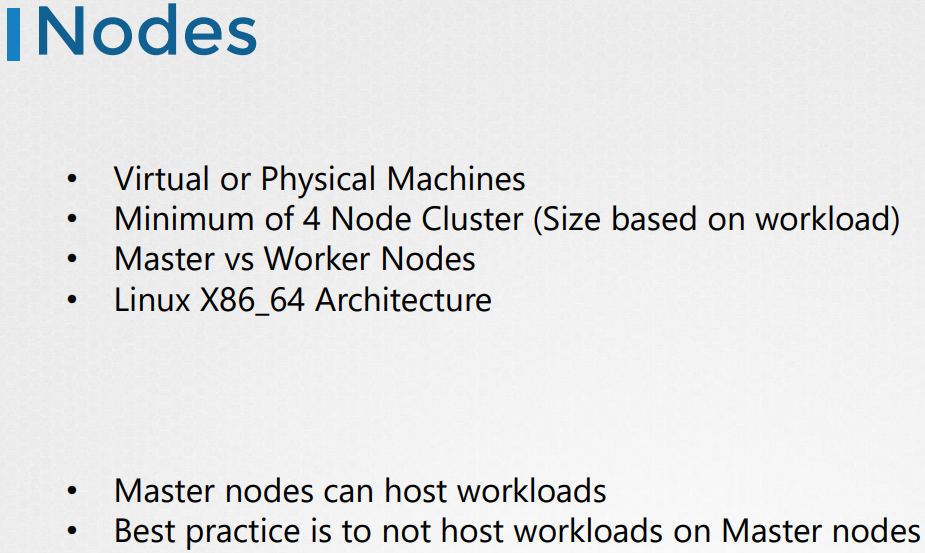 Nodes
• Virtual or Physical Machines
• Minimum of 4 Node Cluster (Size based on workload)
• Master vs Worker Nodes
• Linux X86_64 Architecture
• Master nodes can host workloads
• Best practice is to not host workloads on Master nodes